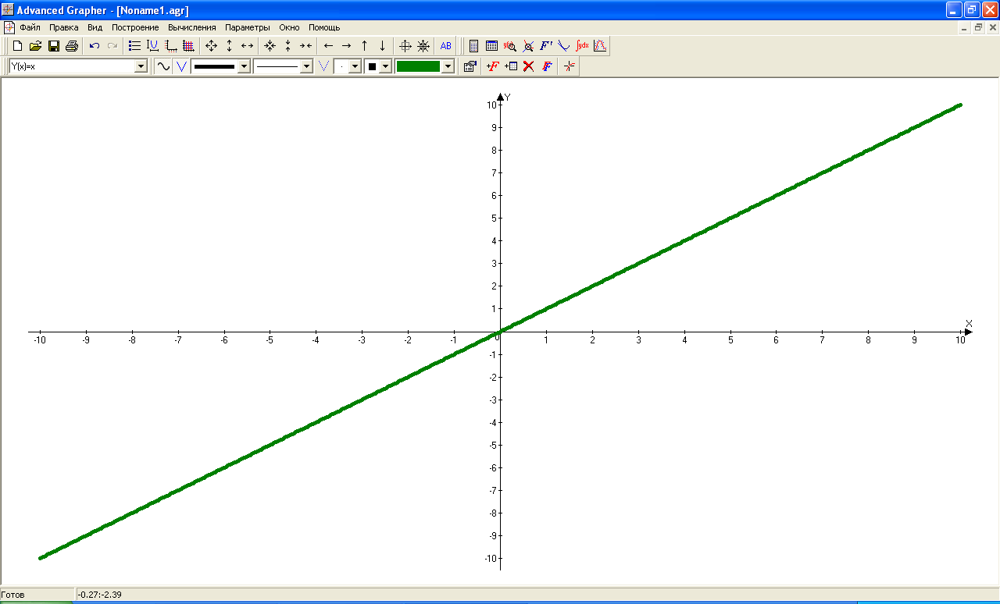 Advanced Grapher - [Noname1.agr]
Файл Правка Вид Построение Вычисления Параметры Окно Помощь
AB y(x) F' ∫ydx
Y(x)=x F F
Y
10
9
8
7
6
5
4
3
2
1
X
-10 -9 -8 -7 -6 -5 -4 -3 -2 -1 0 1 2 3 4 5 6 7 8 9 10
-1
-2
-3
-4
-5
-6
-7
-8
-9
-10
Готов -0.27:-2.39